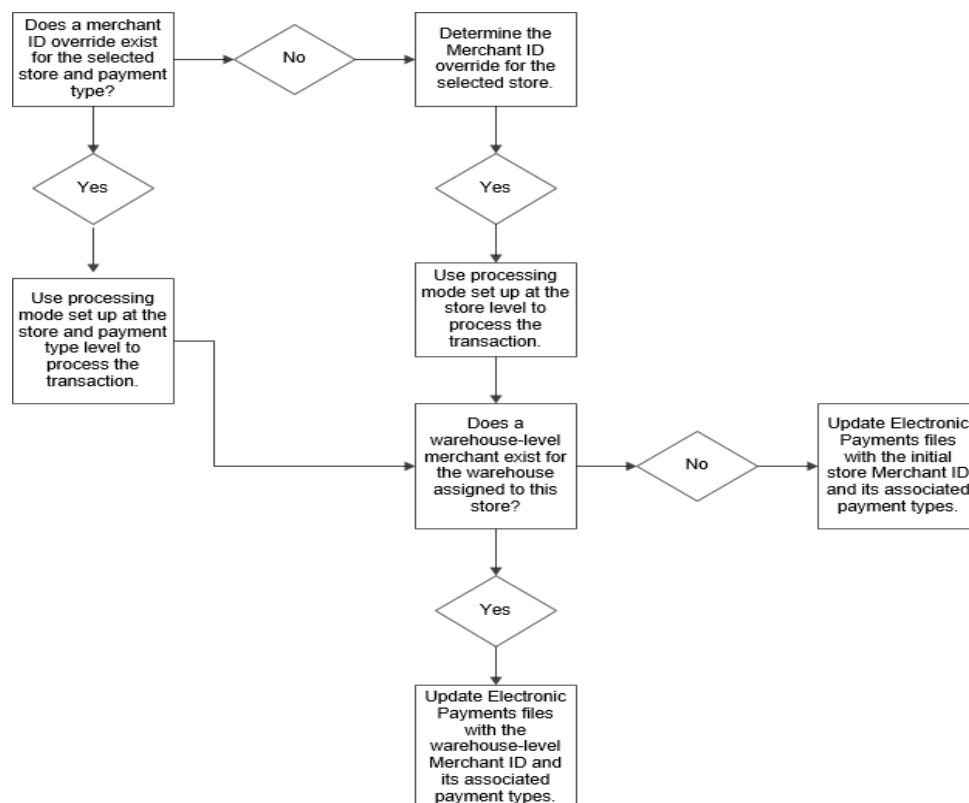 Does a merchant
ID override exist
for the selected
store and payment
type?
No
Determine the
Merchant ID
override for the
selected store.
Yes
Yes
Use processing
mode set up at the
store and payment
type level to
process the
transaction.
Use processing
mode set up at the
store level to
process the
transaction.
Does a
warehouse-level
merchant exist for
the warehouse
assigned to this
store?
No
Update Electronic
Payments files
with the initial
store Merchant ID
and its associated
payment types.
Yes
Update Electronic
Payments files
with the
warehouse-level
Merchant ID and
its associated
payment types.